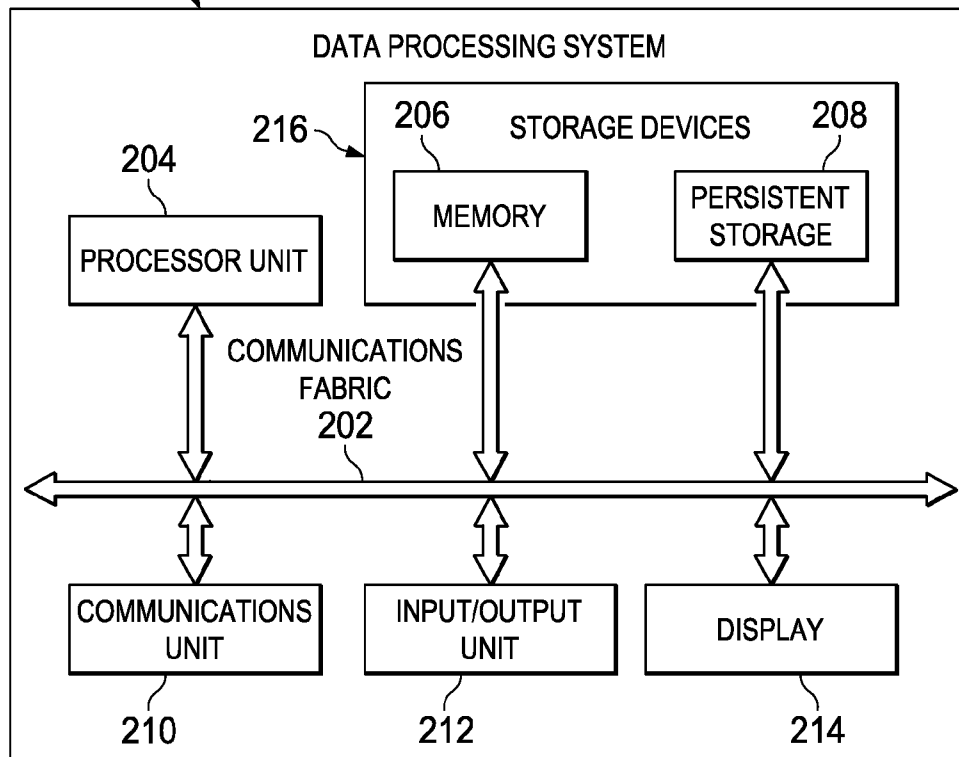 DATA PROCESSING SYSTEM
216
206
STORAGE DEVICES
208
204
MEMORY
PERSISTENT
STORAGE
PROCESSOR UNIT
COMMUNICATIONS
FABRIC
202
COMMUNICATIONS
UNIT
INPUT/OUTPUT
UNIT
DISPLAY
210
212
214